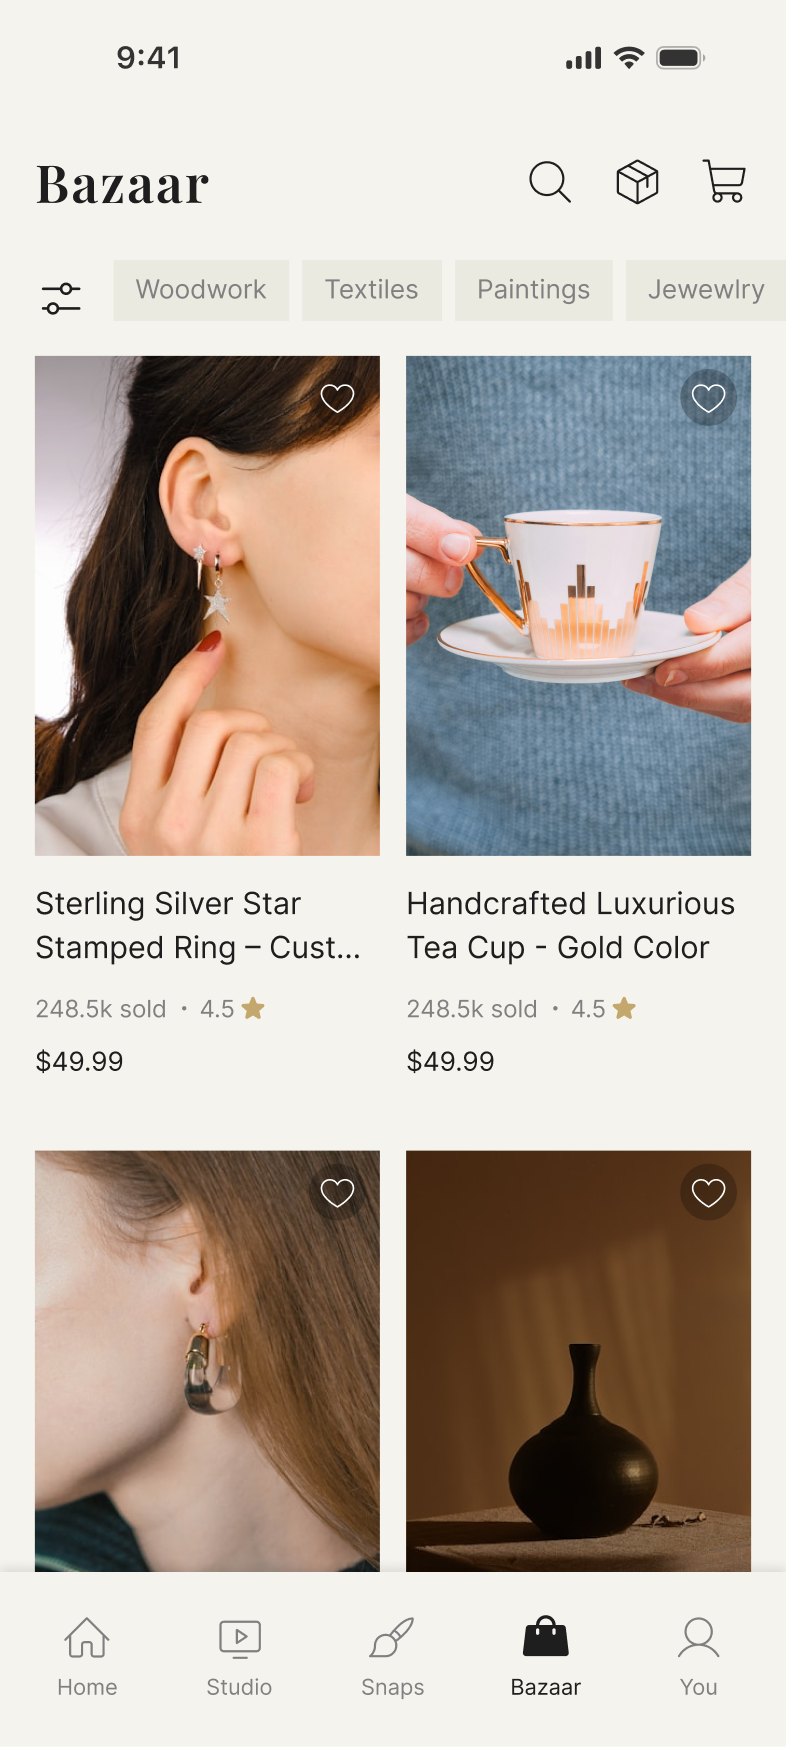 9:41
Bazaar
Woodwork Textiles Paintings Jewewlry
Sterling Silver Star
Stamped Ring – Cust...
248.5k sold • 4.5
$49.99
Handcrafted Luxurious
Tea Cup - Gold Color
248.5k sold • 4.5
$49.99
Home Studio Snaps Bazaar You